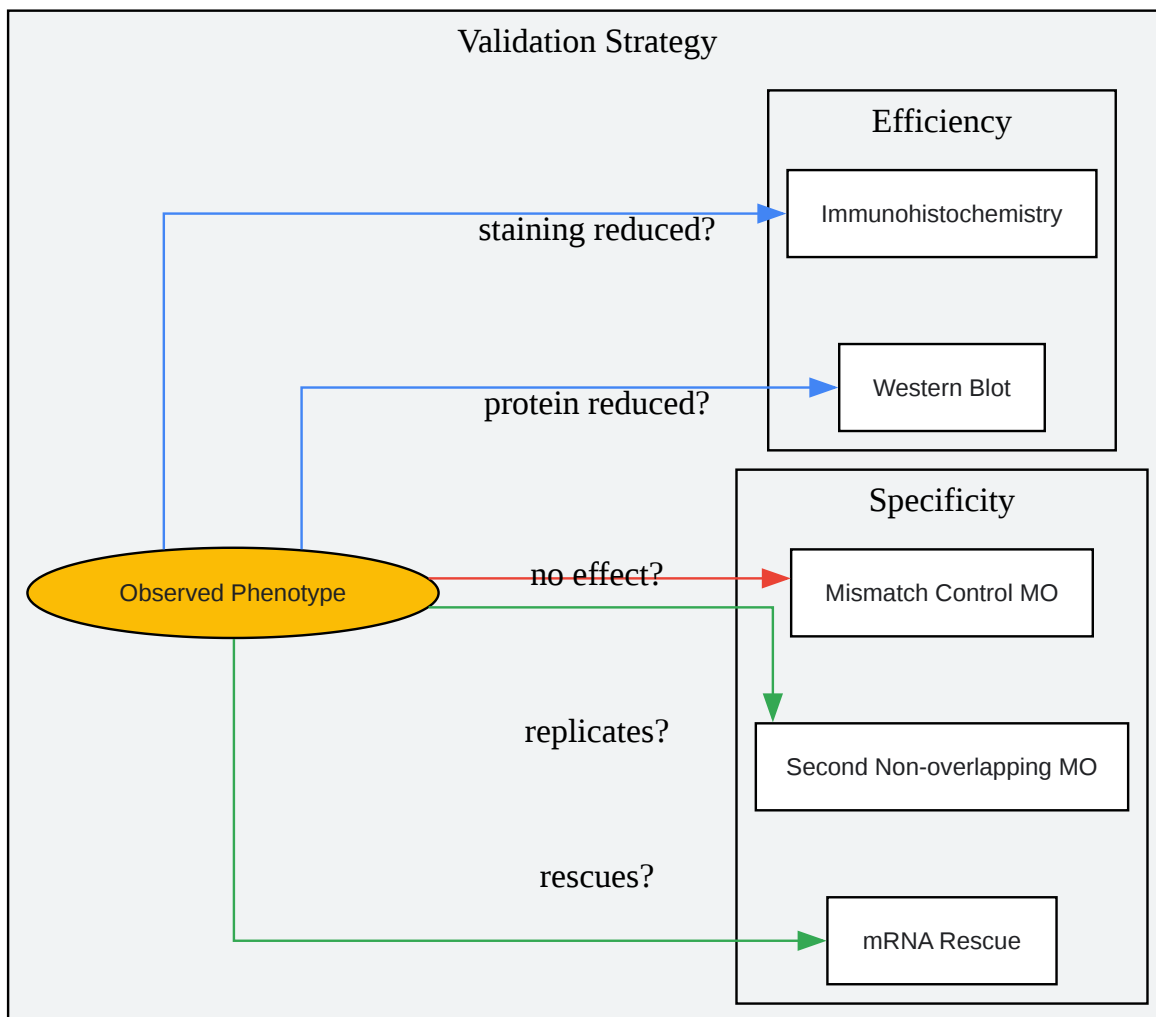 Validation Strategy
Efficiency
Immunohistochemistry
staining reduced?
Western Blot
protein reduced?
Specificity
Observed Phenotype
no effect?
Mismatch Control MO
replicates?
Second Non-overlapping MO
rescues?
mRNA Rescue